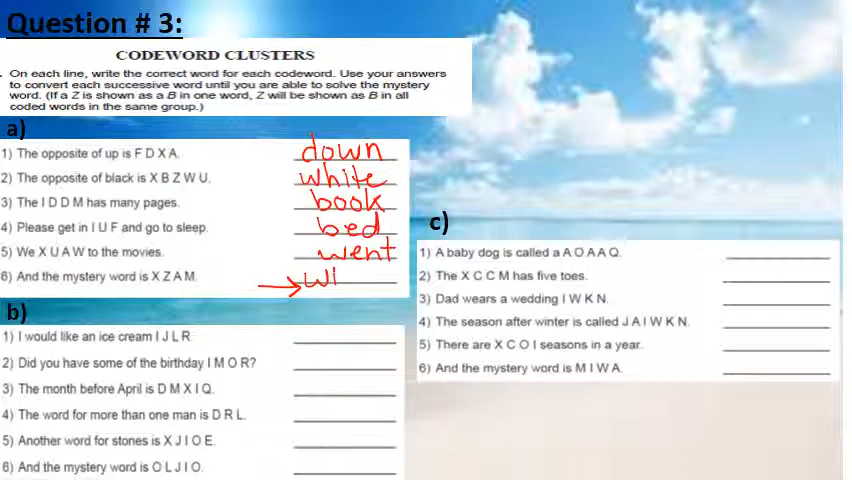 Question # 3:
CODEWORD CLUSTERS
. On each line, write the correct word for each codeword. Use your answers
to convert each successive word until you are able to solve the mystery
word. (If a Z is shown as a B in one word, Z will be shown as B in all
coded words in the same group.)
a)
1) The opposite of up is F D X A. down
2) The opposite of black is X B Z W U. white
3) The I D D M has many pages. book
4) Please get in I U F and go to sleep. bed
5) We X U A W to the movies. went
6) And the mystery word is X Z A M. → wi
b)
1) I would like an ice cream I J L R.
2) Did you have some of the birthday I M O R?
3) The month before April is D M X I Q.
4) The word for more than one man is D R L.
5) Another word for stones is X J I O E.
6) And the mystery word is O L J I O.
c)
1) A baby dog is called a A O A A Q.
2) The X C C M has five toes.
3) Dad wears a wedding I W K N.
4) The season after winter is called J A I W K N.
5) There are X C O I seasons in a year.
6) And the mystery word is M I W A.